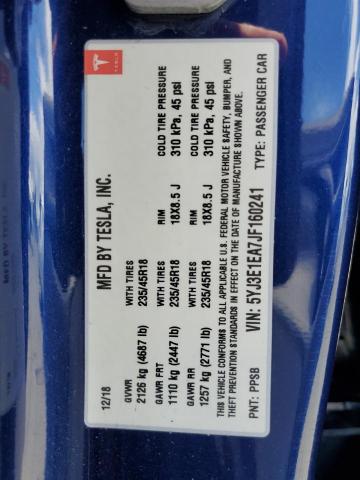 TESLA
12/18 MFD BY TESLA, INC.
GVWR WITH TIRES RIM COLD TIRE PRESSURE
2126 kg (4687 lb) 235/45R18 18X8.5 J 310 kPa, 45 psi
GAWR FRT WITH TIRES RIM COLD TIRE PRESSURE
1110 kg (2447 lb) 235/45R18 18X8.5 J 310 kPa, 45 psi
GAWR RR
1257 kg (2771 lb) 235/45R18
THIS VEHICLE CONFORMS TO ALL APPLICABLE U.S. FEDERAL MOTOR VEHICLE SAFETY, BUMPER, AND
THEFT PREVENTION STANDARDS IN EFFECT ON THE DATE OF MANUFACTURE SHOWN ABOVE.
VIN: 5YJ3E1EA7JF160241 TYPE: PASSENGER CAR
PNT: PPSB